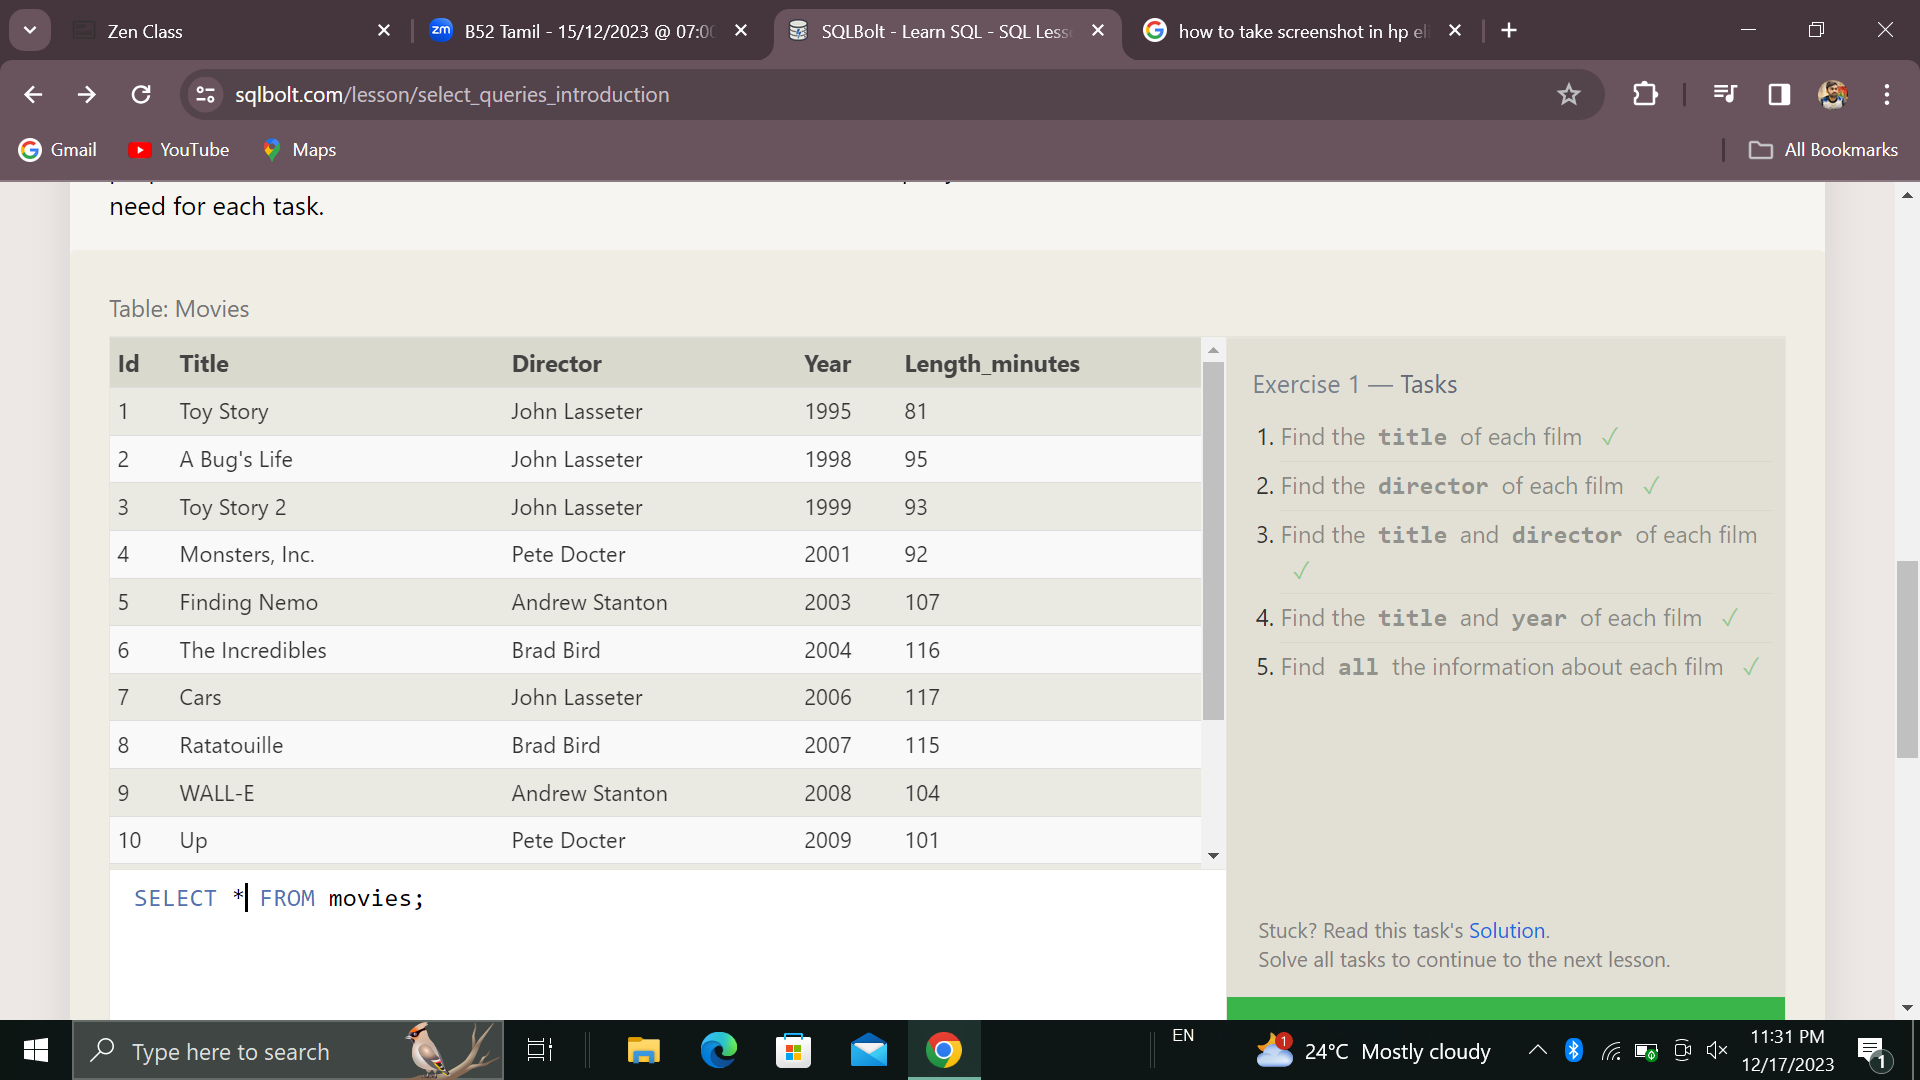 Zen Class
B52 Tamil - 15/12/2023 @ 07:00
SQLBolt - Learn SQL - SQL Less
how to take screenshot in hp eli
sqlbolt.com/lesson/select_queries_introduction
Gmail
YouTube
Maps
All Bookmarks
need for each task.
Table: Movies
Id Title Director Year Length_minutes
1 Toy Story John Lasseter 1995 81
2 A Bug's Life John Lasseter 1998 95
3 Toy Story 2 John Lasseter 1999 93
4 Monsters, Inc. Pete Docter 2001 92
5 Finding Nemo Andrew Stanton 2003 107
6 The Incredibles Brad Bird 2004 116
7 Cars John Lasseter 2006 117
8 Ratatouille Brad Bird 2007 115
9 WALL-E Andrew Stanton 2008 104
10 Up Pete Docter 2009 101
SELECT * FROM movies;
Exercise 1 — Tasks
1. Find the title of each film ✓
2. Find the director of each film ✓
3. Find the title and director of each film
✓
4. Find the title and year of each film ✓
5. Find all the information about each film ✓
Stuck? Read this task's Solution.
Solve all tasks to continue to the next lesson.
Type here to search
EN
1
24°C Mostly cloudy
11:31 PM
12/17/2023
1